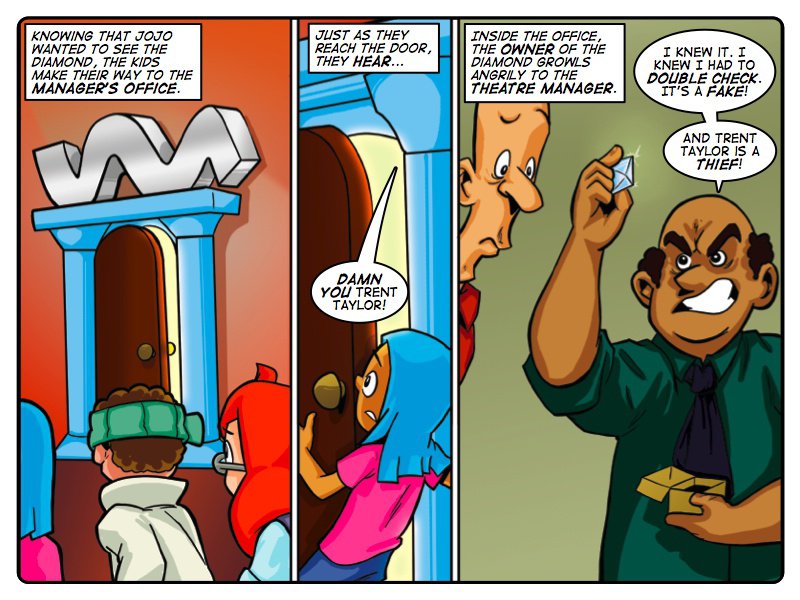 KNOWING THAT JOJO
WANTED TO SEE THE
DIAMOND, THE KIDS
MAKE THEIR WAY TO THE
MANAGER'S OFFICE.
JUST AS THEY
REACH THE DOOR,
THEY HEAR...
DAMN
YOU TRENT
TAYLOR!
INSIDE THE OFFICE,
THE OWNER OF THE
DIAMOND GROWLS
ANGRILY TO THE
THEATRE MANAGER.
I KNEW IT. I
KNEW I HAD TO
DOUBLE CHECK.
IT'S A FAKE!
AND TRENT
TAYLOR IS A
THIEF!